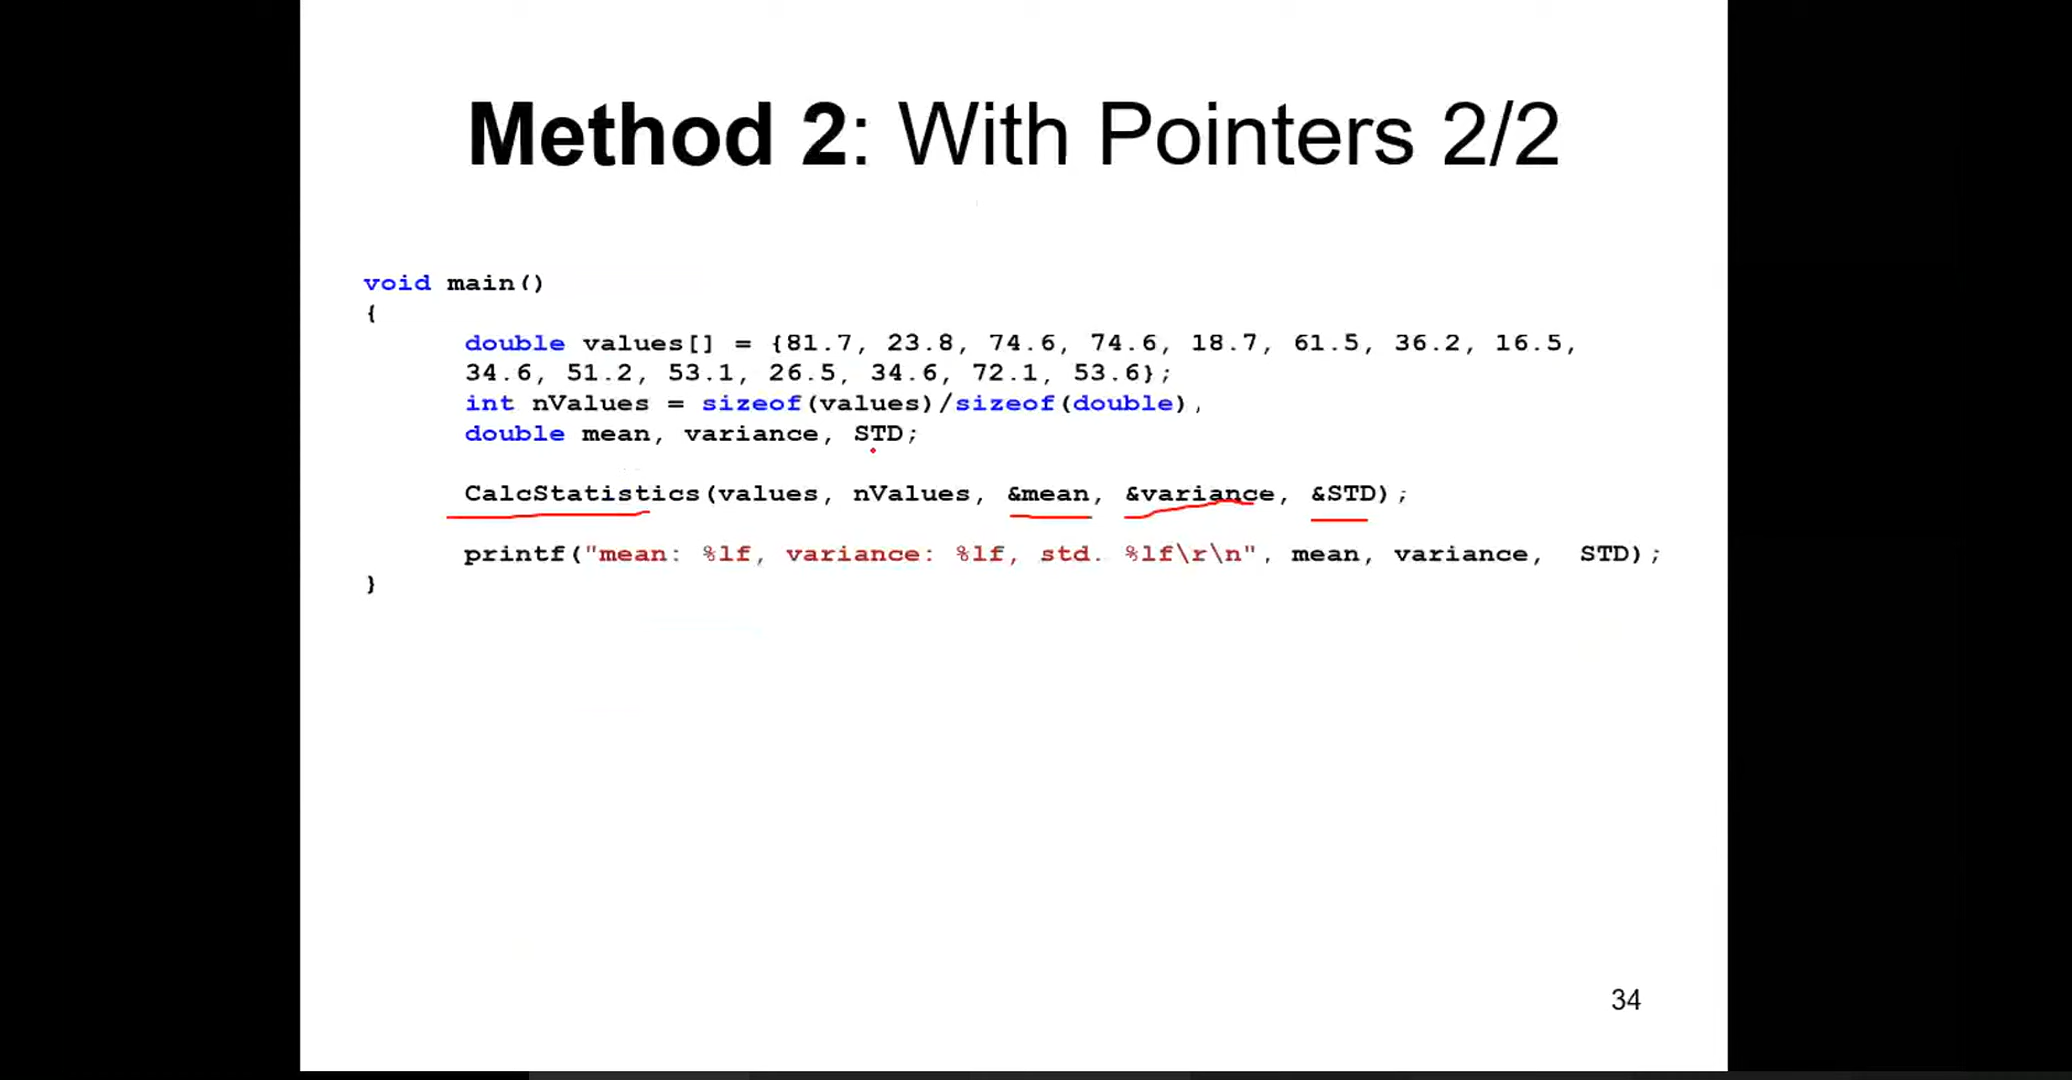 Method 2: With Pointers 2/2
void main()
{
double values[] = {81.7, 23.8, 74.6, 74.6, 18.7, 61.5, 36.2, 16.5,
34.6, 51.2, 53.1, 26.5, 34.6, 72.1, 53.6};
int nValues = sizeof(values)/sizeof(double),
double mean, variance, STD;
CalcStatistics(values, nValues, &mean, &variance, &STD);
printf("mean: %lf, variance: %lf, std. %lf\r\n", mean, variance, STD);
}
34